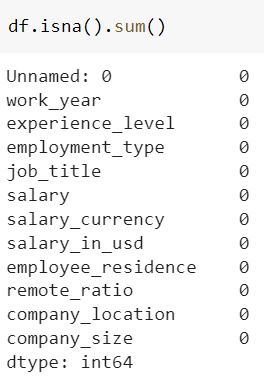 df.isna().sum()
Unnamed: 0 0
work_year 0
experience_level 0
employment_type 0
job_title 0
salary 0
salary_currency 0
salary_in_usd 0
employee_residence 0
remote_ratio 0
company_location 0
company_size 0
dtype: int64